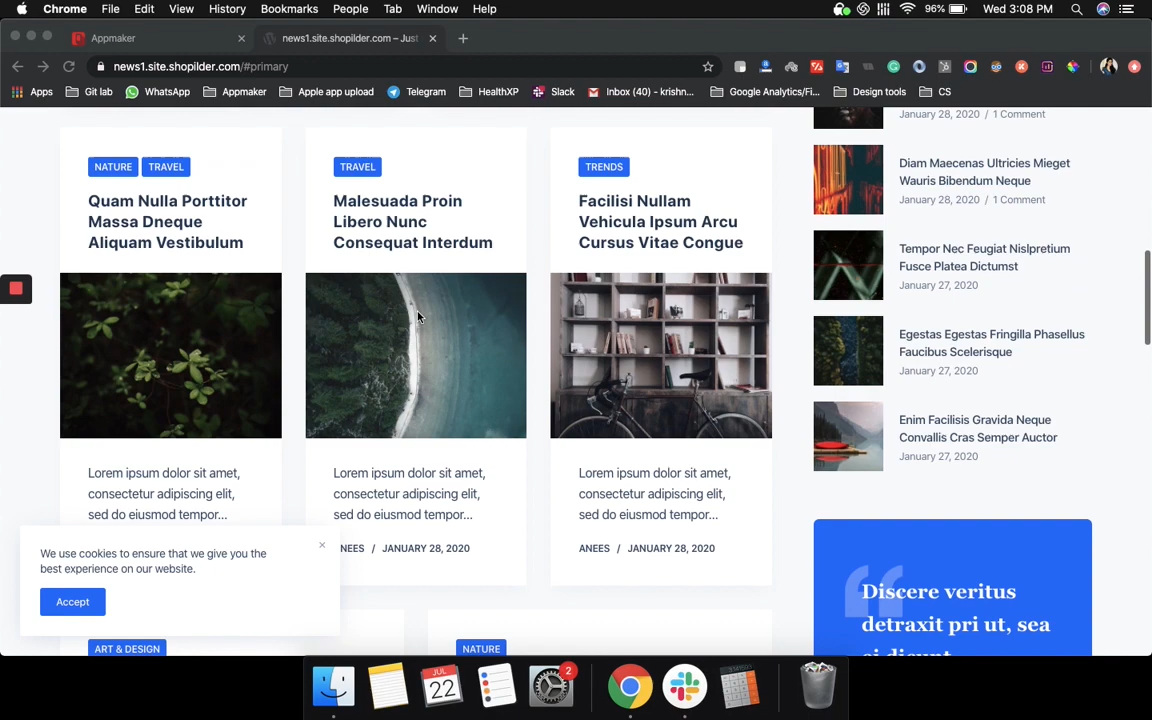 Chrome File Edit View History Bookmarks People Tab Window Help 96% Wed 3:08 PM
Appmaker news1.site.shopilder.com – Just
news1.site.shopilder.com/#primary
Apps Git lab WhatsApp Appmaker Apple app upload Telegram HealthXP Slack Inbox (40) - krishn... Google Analytics/Fi... Design tools CS
NATURE TRAVEL
Quam Nulla Porttitor
Massa Dneque
Aliquam Vestibulum
Lorem ipsum dolor sit amet,
consectetur adipiscing elit,
sed do eiusmod tempor...
TRAVEL
Malesuada Proin
Libero Nunc
Consequat Interdum
Lorem ipsum dolor sit amet,
consectetur adipiscing elit,
sed do eiusmod tempor...
NEES / JANUARY 28, 2020
TRENDS
Facilisi Nullam
Vehicula Ipsum Arcu
Cursus Vitae Congue
Lorem ipsum dolor sit amet,
consectetur adipiscing elit,
sed do eiusmod tempor...
ANEES / JANUARY 28, 2020
January 28, 2020 / 1 Comment
Diam Maecenas Ultricies Mieget
Wauris Bibendum Neque
January 28, 2020 / 1 Comment
Tempor Nec Feugiat Nislpretium
Fusce Platea Dictumst
January 27, 2020
Egestas Egestas Fringilla Phasellus
Faucibus Scelerisque
January 27, 2020
Enim Facilisis Gravida Neque
Convallis Cras Semper Auctor
January 27, 2020
Discere veritus
detraxit pri ut, sea
ei dicunt
We use cookies to ensure that we give you the
best experience on our website.
Accept
ART & DESIGN
NATURE
JUL
22
2